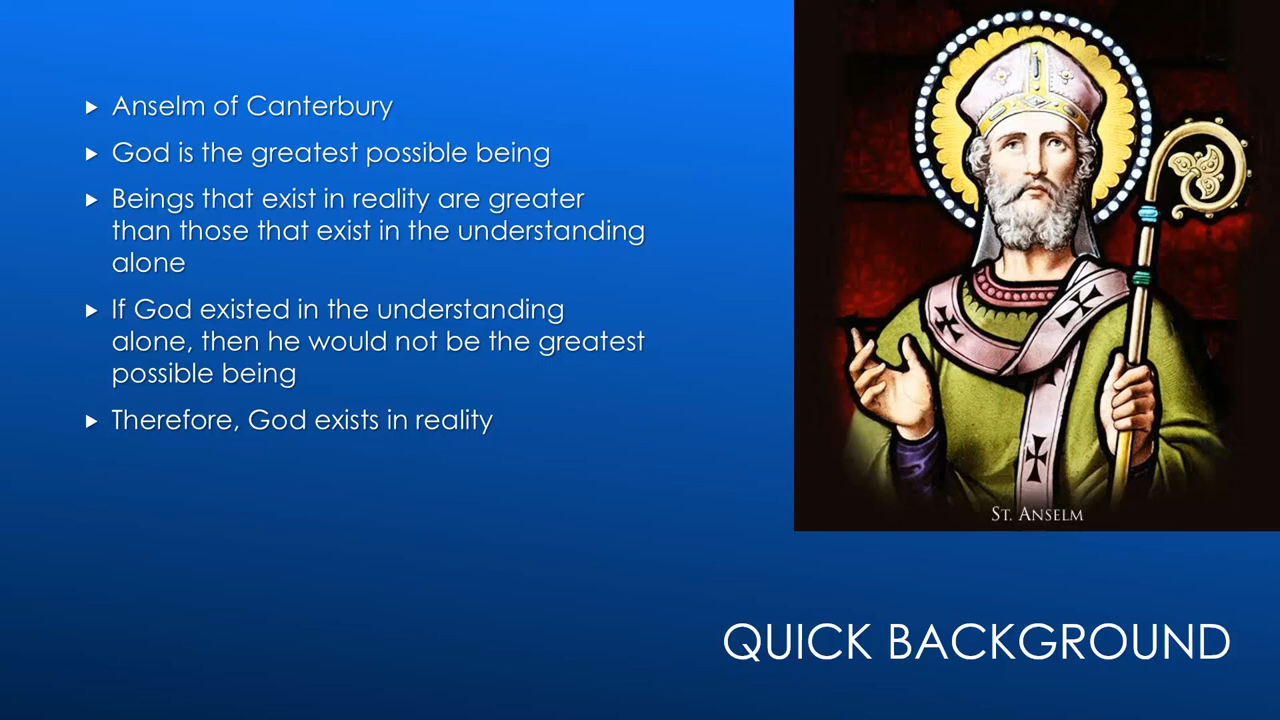 Anselm of Canterbury
God is the greatest possible being
Beings that exist in reality are greater
than those that exist in the understanding
alone
If God existed in the understanding
alone, then he would not be the greatest
possible being
Therefore, God exists in reality
St. Anselm
QUICK BACKGROUND